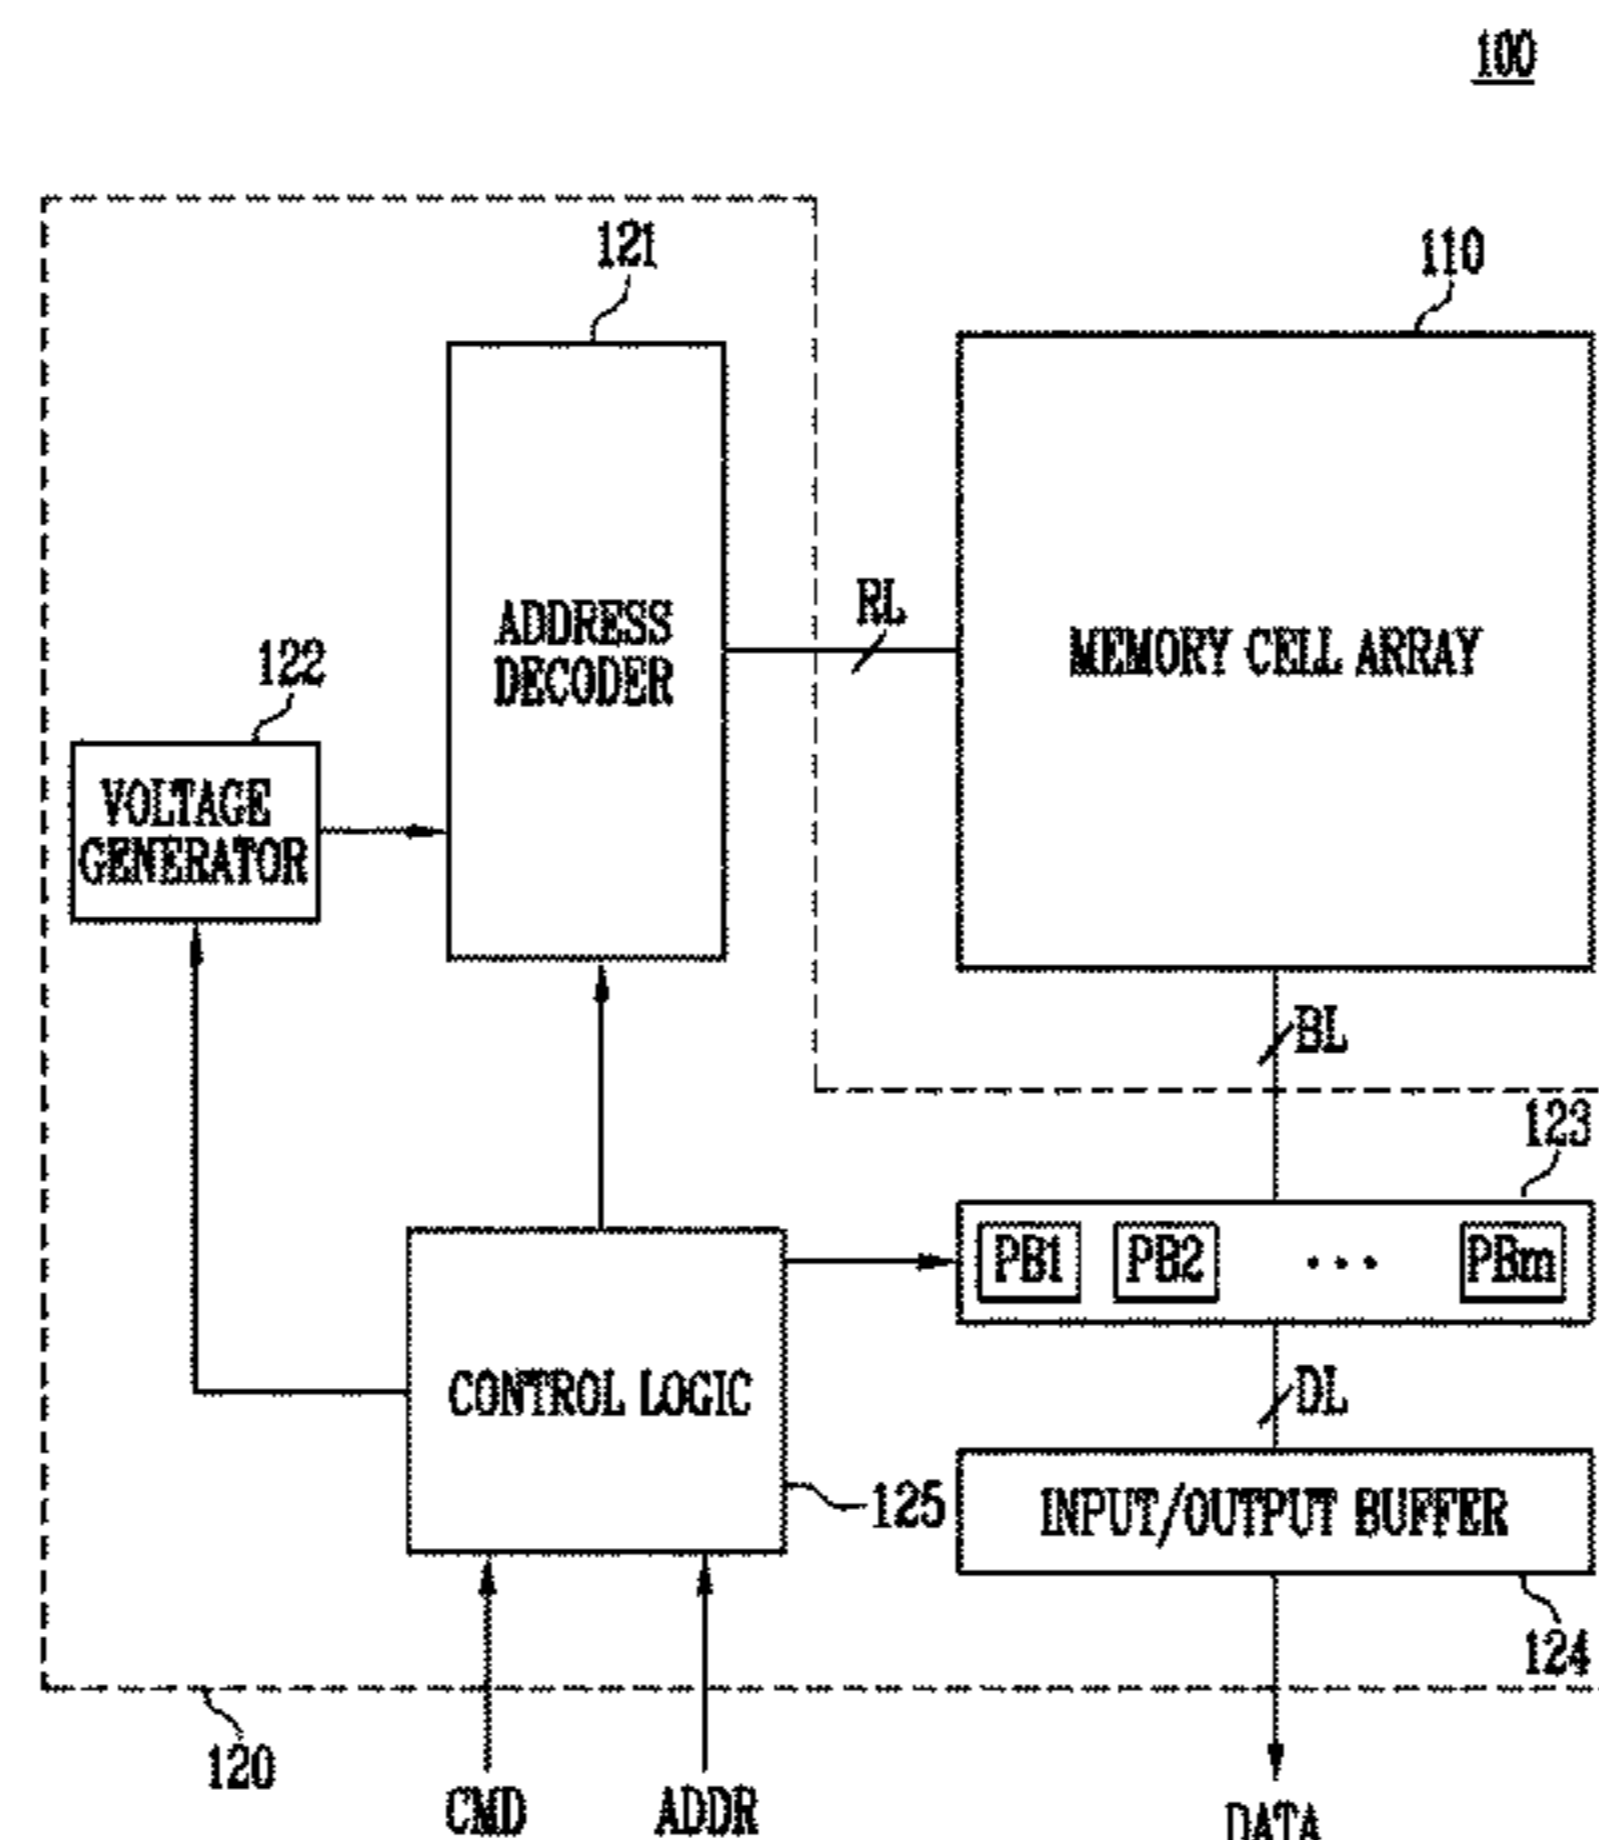 100
121
110
ADDRESS
DECODER
RL
MEMORY CELL ARRAY
122
VOLTAGE
GENERATOR
BL
123
PB1 PB2 ... PBm
CONTROL LOGIC
DL
125
INPUT/OUTPUT BUFFER
124
120
CMD
ADDR
DATA